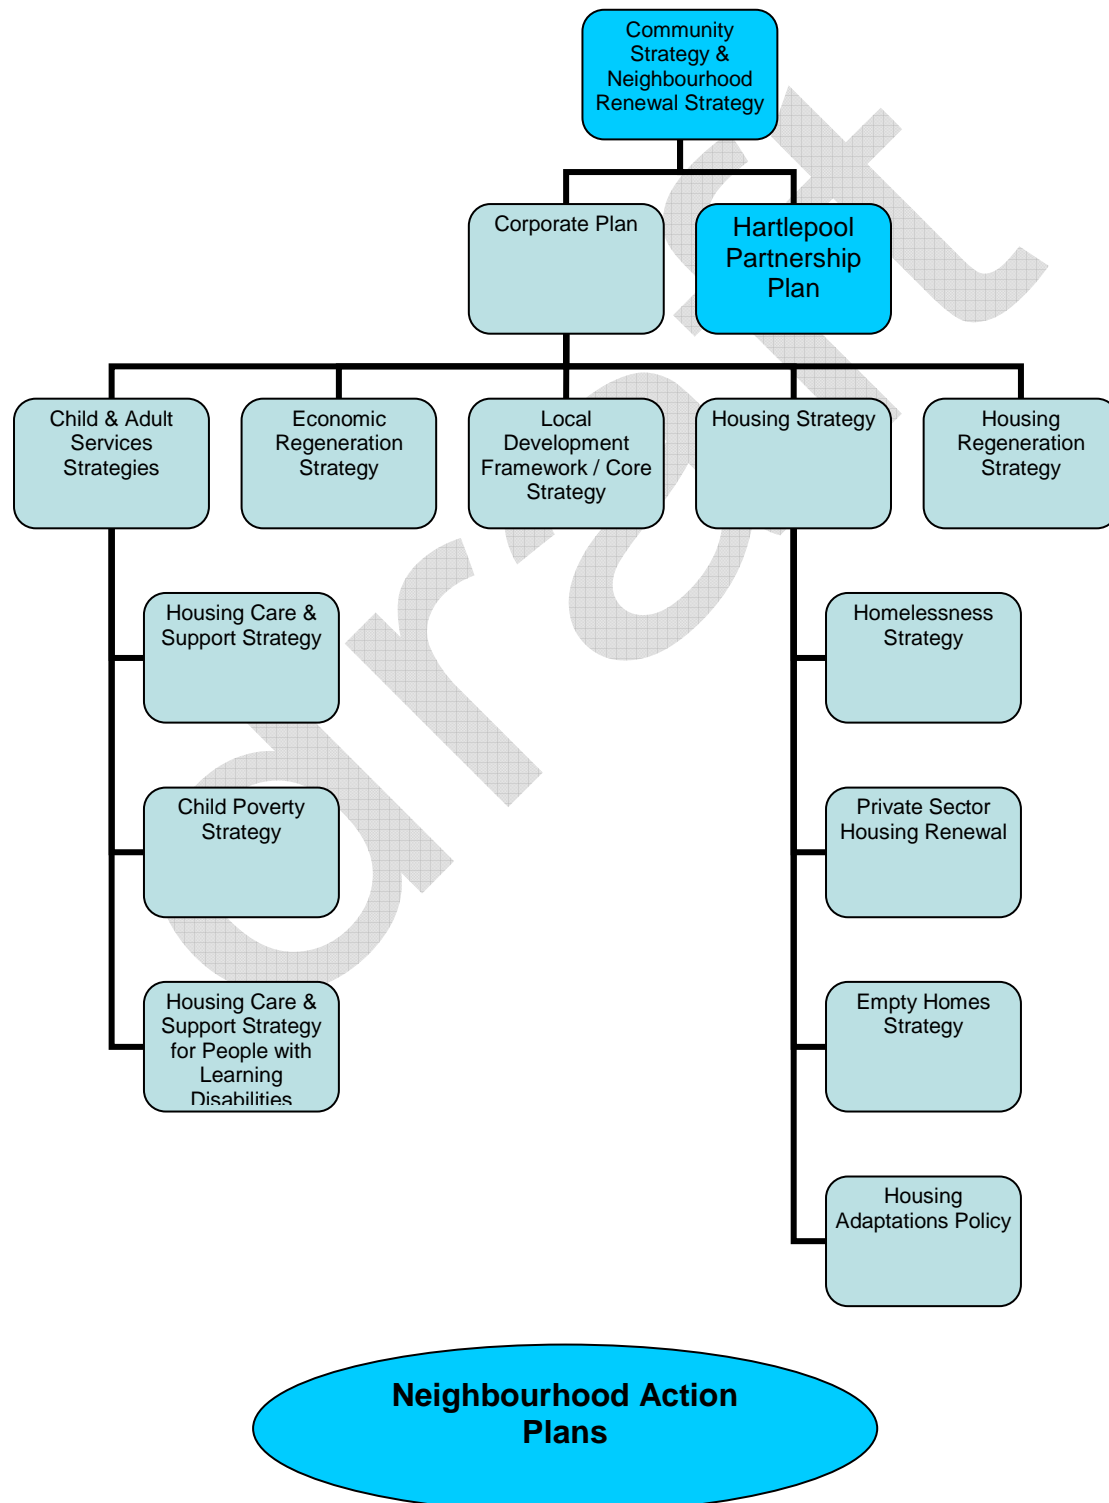 Community
Strategy &
Neighbourhood
Renewal Strategy
Corporate Plan
Hartlepool
Partnership
Plan
Child & Adult
Services
Strategies
Economic
Regeneration
Strategy
Local
Development
Framework / Core
Strategy
Housing Strategy
Housing
Regeneration
Strategy
Housing Care &
Support Strategy
Homelessness
Strategy
Child Poverty
Strategy
Private Sector
Housing Renewal
Housing Care &
Support Strategy
for People with
Learning
Disabilities
Empty Homes
Strategy
Housing
Adaptations Policy
Neighbourhood Action
Plans
draft